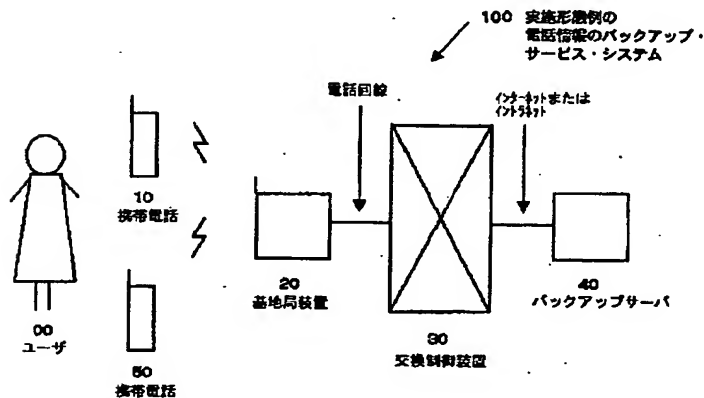 100 実施形態例の
電話情報のバックアップ・
サービス・システム
電話回線
インターネットまたは
イントラネット
10
携帯電話
20
基地局装置
40
バックアップサーバ
00
ユーザ
30
交換制御装置
50
携帯電話